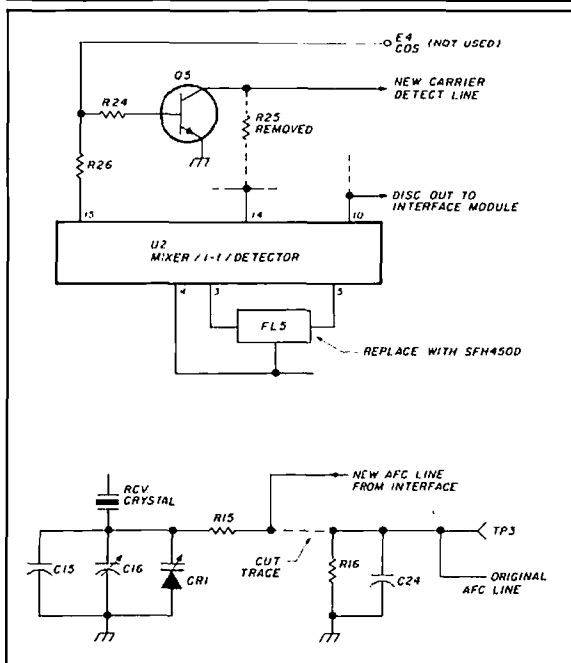 E4
COS (NOT USED)
Q5
NEW CARRIER
DETECT LINE
R24
R25
REMOVED
R26
DISC OUT TO
INTERFACE MODULE
13
14
10
U2
MIXER / I-F / DETECTOR
4
3
5
FL5
REPLACE WITH SFH450D
NEW AFC LINE
FROM INTERFACE
RCV
CRYSTAL
R15
TP3
C15
C16
CR1
CUT
TRACE
R16
C24
ORIGINAL
AFC LINE